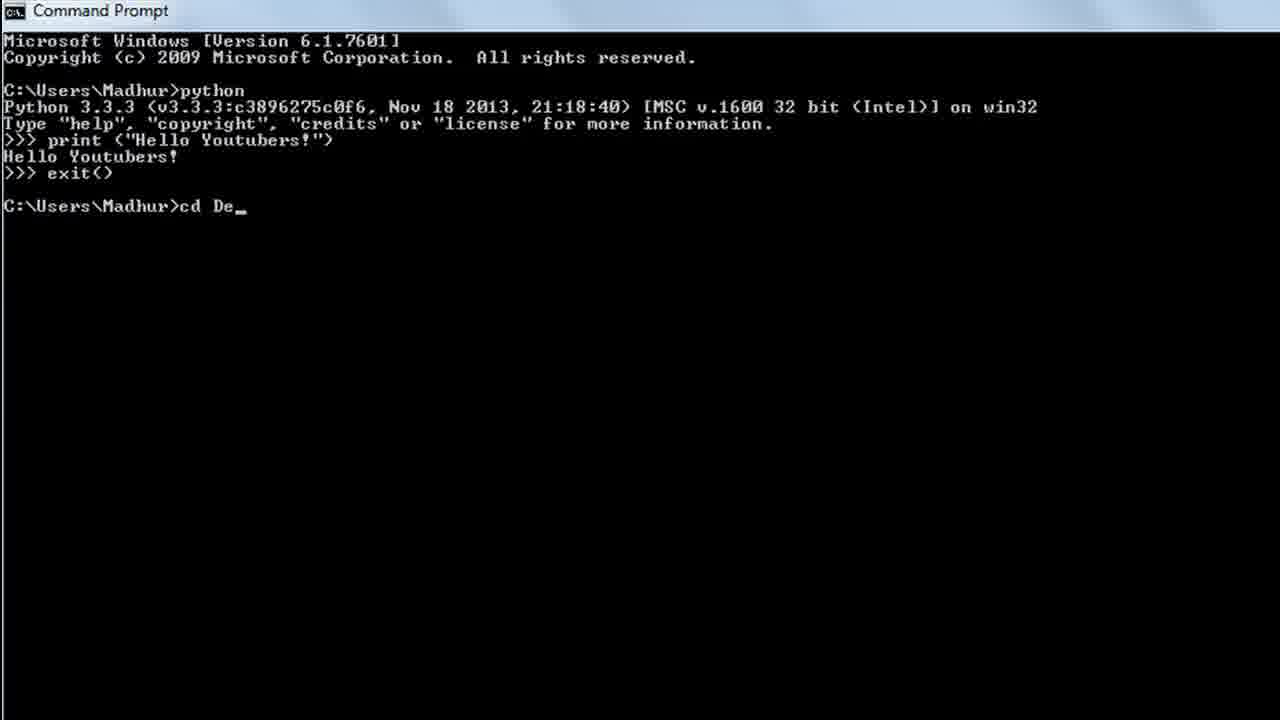 Command Prompt
Microsoft Windows [Version 6.1.7601]
Copyright (c) 2009 Microsoft Corporation.  All rights reserved.
C:\Users\Madhur>python
Python 3.3.3 (v3.3.3:c3896275c0f6, Nov 18 2013, 21:18:40) [MSC v.1600 32 bit (Intel)] on win32
Type "help", "copyright", "credits" or "license" for more information.
>>> print ("Hello Youtubers!")
Hello Youtubers!
>>> exit()
C:\Users\Madhur>cd De_